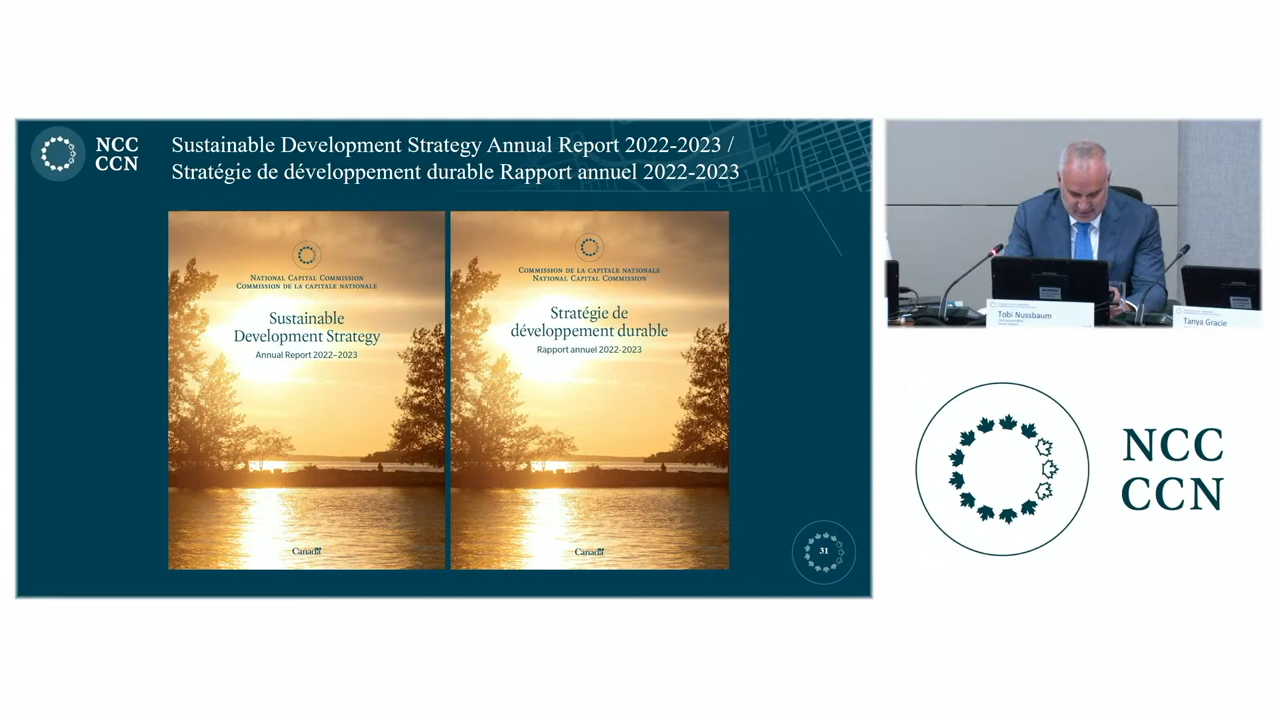 NCC
CCN
Sustainable Development Strategy Annual Report 2022-2023 /
Stratégie de développement durable Rapport annuel 2022-2023
National Capital Commission
Commission de la capitale nationale
Sustainable
Development Strategy
Annual Report 2022–2023
Canada
Commission de la capitale nationale
National Capital Commission
Stratégie de
développement durable
Rapport annuel 2022-2023
Canada
31
Tobi Nussbaum
Tanya Gracie
NCC
CCN